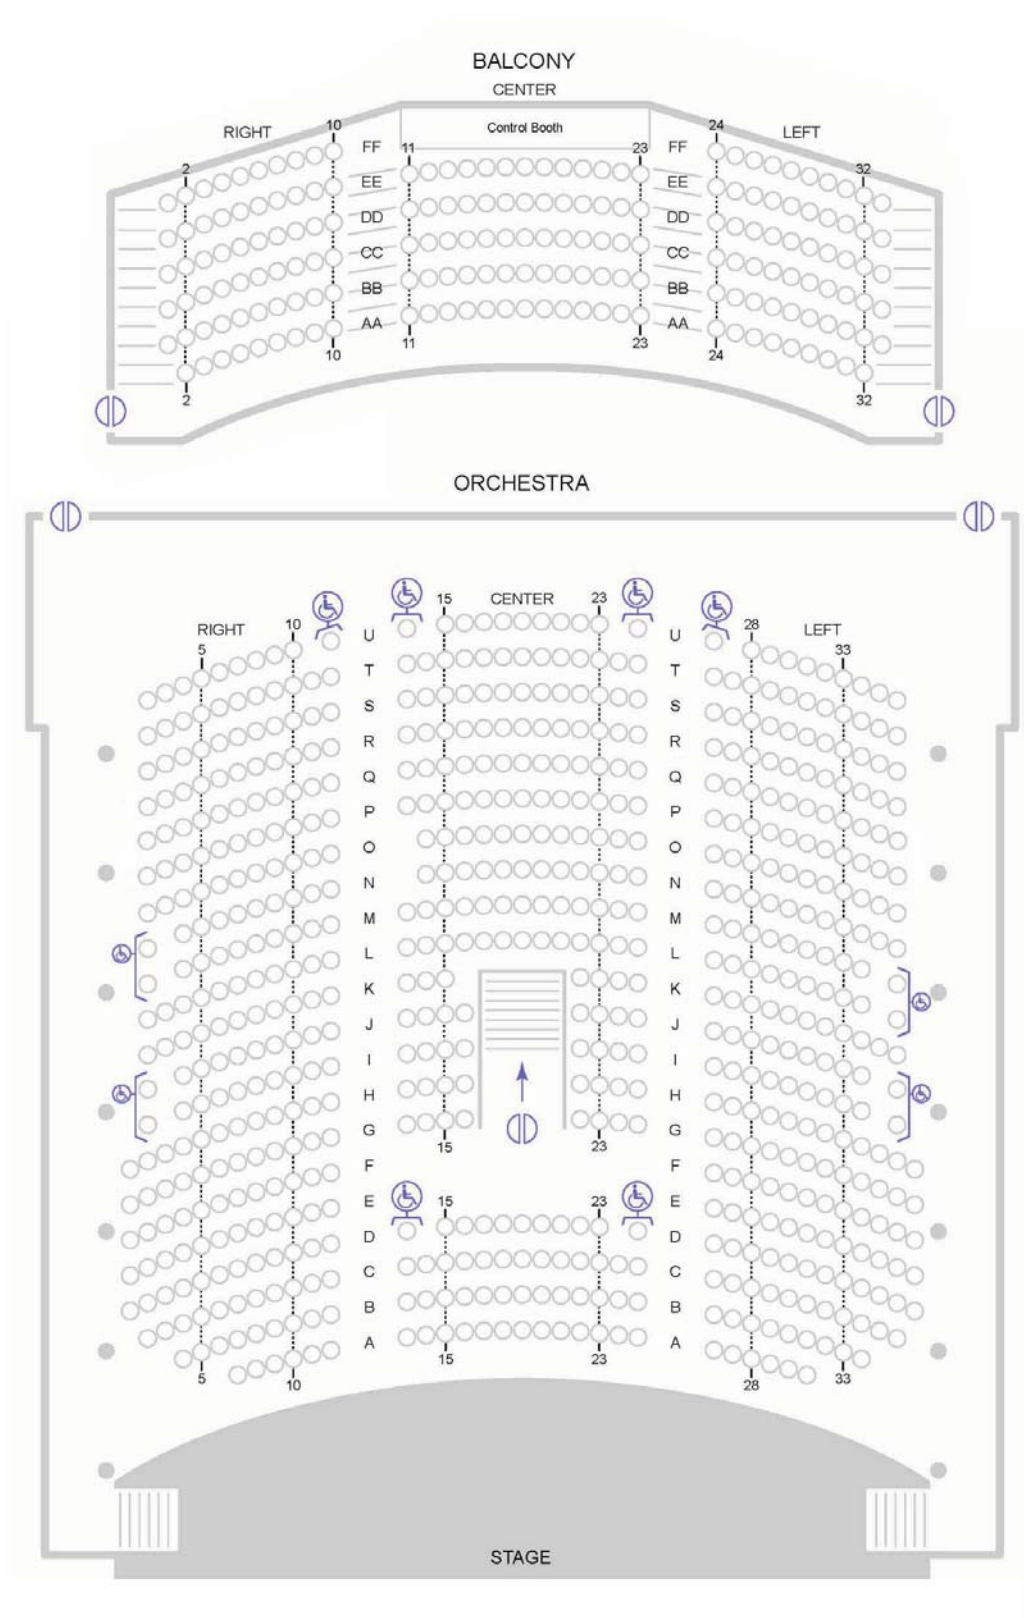 BALCONY
CENTER
RIGHT 10 Control Booth 24 LEFT
2 FF 11 23 FF 32
EE EE
DD DD
CC CC
BB BB
AA AA
10 11 23 24
2 32
ORCHESTRA
15 CENTER 23
RIGHT 10 28 LEFT
5 U U 33
T T
S S
R R
Q Q
P P
O O
N N
M M
L L
K K
J J
I I
H H
G 15 23 G
F F
E 15 23 E
D D
C C
B B
A 15 23 A
5 10 28 33
STAGE